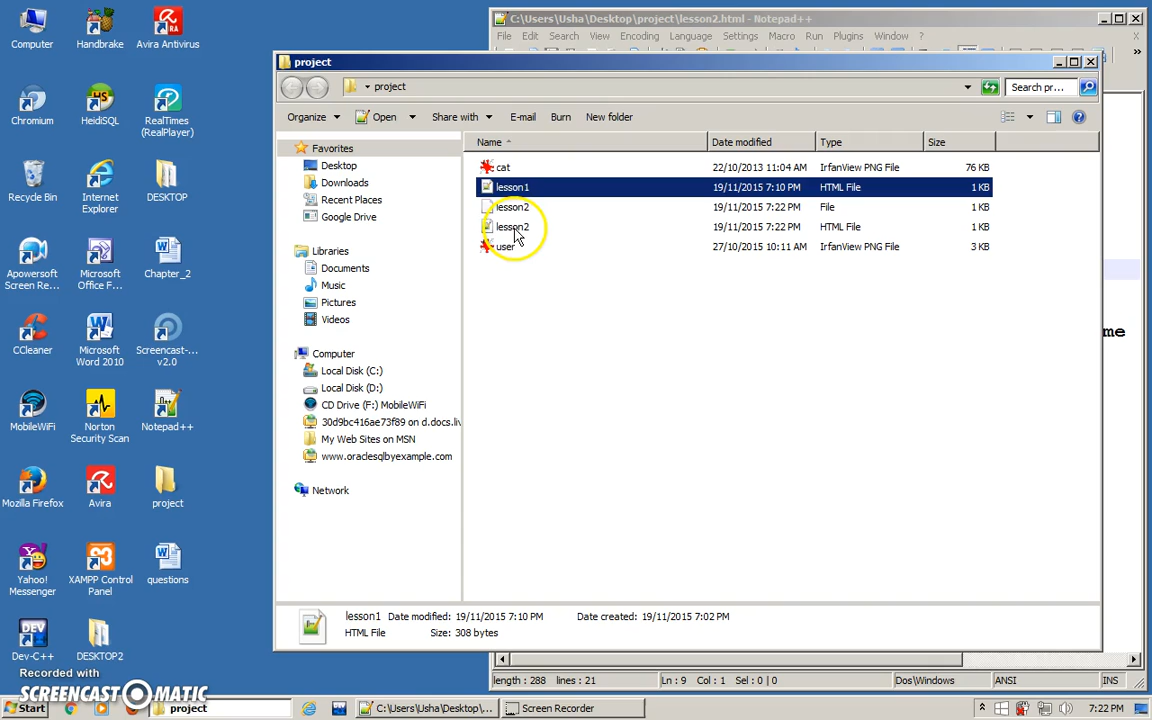 C:\Users\Usha\Desktop\project\lesson2.html - Notepad++
File Edit Search View Encoding Language Settings Macro Run Plugins Window ?
Computer
Handbrake
Avira Antivirus
Chromium
HeidiSQL
RealTimes
(RealPlayer)
Recycle Bin
Internet
Explorer
DESKTOP
Apowersoft
Screen Re...
Microsoft
Office F...
Chapter_2
CCleaner
Microsoft
Word 2010
Screencast-...
v2.0
MobileWiFi
Norton
Security Scan
Notepad++
Mozilla Firefox
Avira
project
Yahoo!
Messenger
XAMPP Control
Panel
questions
Dev-C++
DESKTOP2
project
project
Search pr...
Organize Open Share with E-mail Burn New folder
Favorites
Desktop
Downloads
Recent Places
Google Drive
Libraries
Documents
Music
Pictures
Videos
Computer
Local Disk (C:)
Local Disk (D:)
CD Drive (F:) MobileWiFi
30d9bc416ae73f89 on d.docs.liv
My Web Sites on MSN
www.oraclesqlbyexample.com
Network
Name Date modified Type Size
cat 22/10/2013 11:04 AM IrfanView PNG File 76 KB
lesson1 19/11/2015 7:10 PM HTML File 1 KB
lesson2 19/11/2015 7:22 PM File 1 KB
lesson2 19/11/2015 7:22 PM HTML File 1 KB
user 27/10/2015 10:11 AM IrfanView PNG File 3 KB
me
lesson1 Date modified: 19/11/2015 7:10 PM Date created: 19/11/2015 7:02 PM
HTML File Size: 308 bytes
length : 288 lines : 21 Ln : 9 Col : 1 Sel : 0 | 0 Dos\Windows ANSI INS
Recorded with
SCREENCAST-O-MATIC
Start
project
C:\Users\Usha\Desktop\...
Screen Recorder
7:22 PM